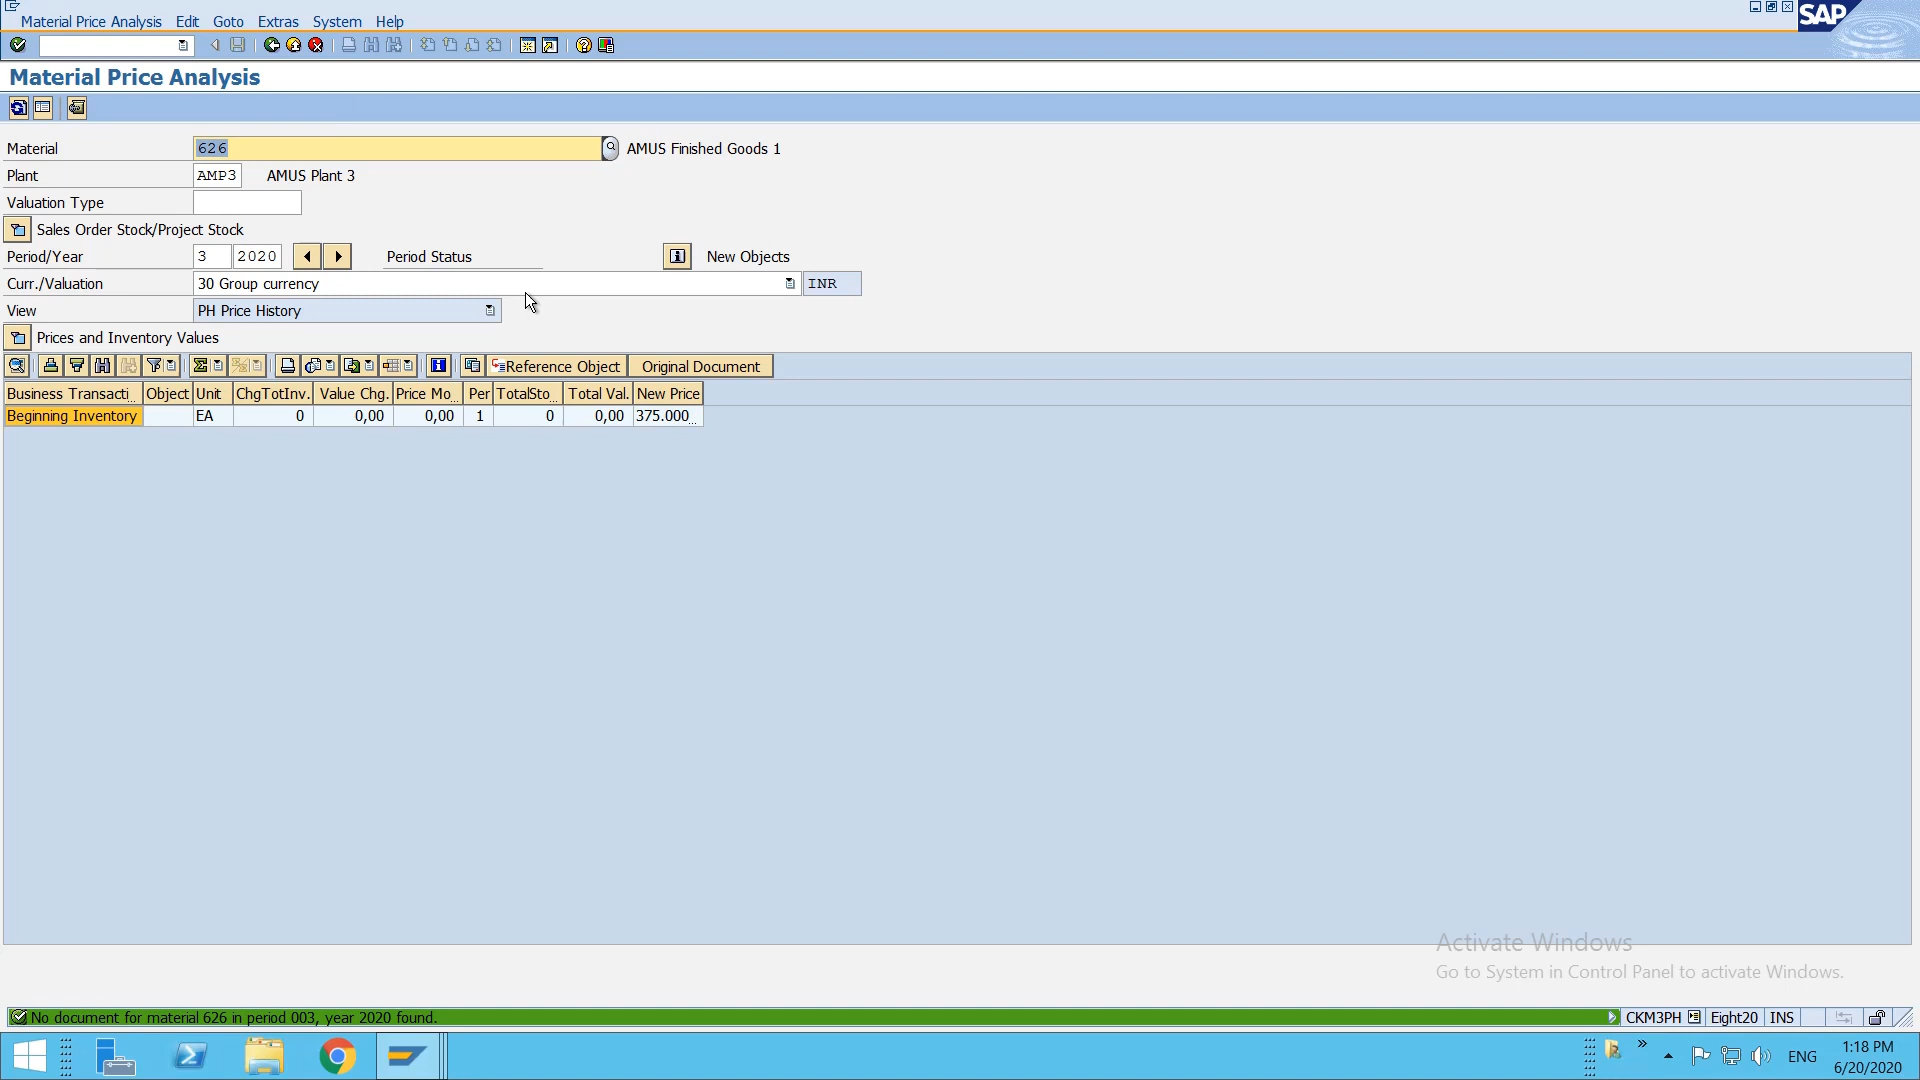 Material Price Analysis Edit Goto Extras System Help
SAP
Material Price Analysis
Material 626 AMUS Finished Goods 1
Plant AMP3 AMUS Plant 3
Valuation Type
Sales Order Stock/Project Stock
Period/Year 3 2020 Period Status New Objects
Curr./Valuation 30 Group currency INR
View PH Price History
Prices and Inventory Values
Reference Object Original Document
Business Transacti... Object Unit ChgTotInv. Value Chg. Price Mo... Per TotalSto... Total Val. New Price
Beginning Inventory EA 0 0,00 0,00 1 0 0,00 375.000...
Activate Windows
Go to System in Control Panel to activate Windows.
No document for material 626 in period 003, year 2020 found. CKM3PH Eight20 INS
ENG 1:18 PM
6/20/2020